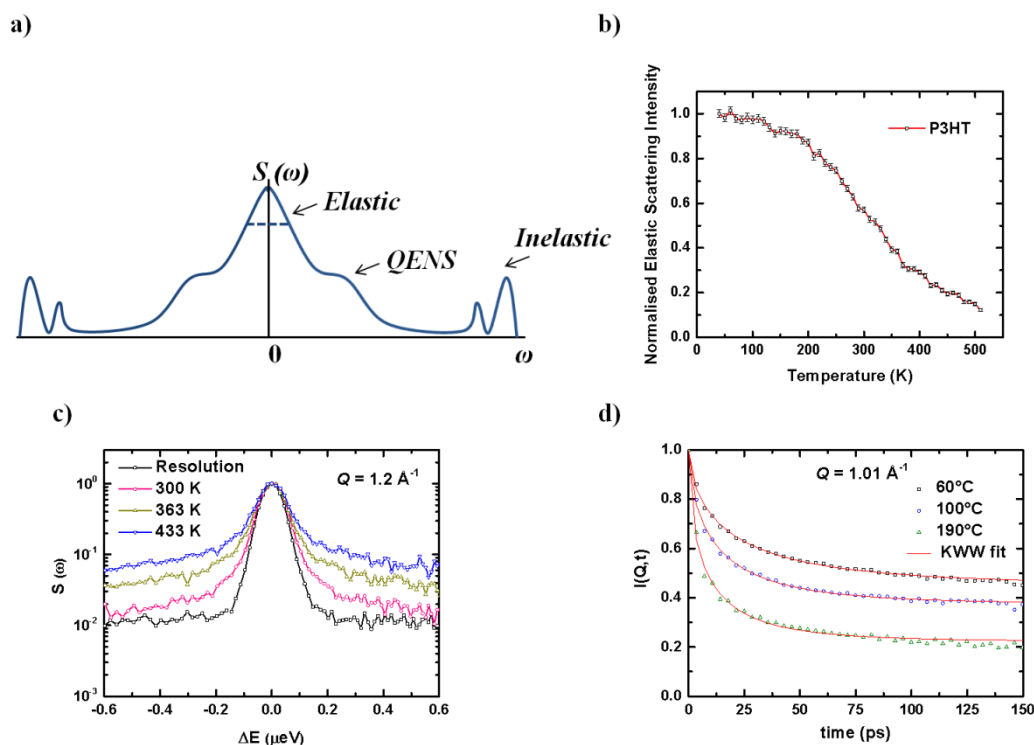 a)
S (ω)
Elastic
QENS
Inelastic
0
ω
b)
Normalised Elastic Scattering Intensity
1.0
0.8
0.6
0.4
0.2
0.0
P3HT
0 100 200 300 400 500
Temperature (K)
c)
S (ω)
10⁰
10⁻¹
10⁻²
10⁻³
Resolution
300 K
363 K
433 K
Q = 1.2 Å⁻¹
-0.6 -0.4 -0.2 0.0 0.2 0.4 0.6
ΔE (μeV)
d)
I(Q,t)
1.0
0.8
0.6
0.4
0.2
0.0
Q = 1.01 Å⁻¹
60°C
100°C
190°C
KWW fit
0 25 50 75 100 125 150
time (ps)